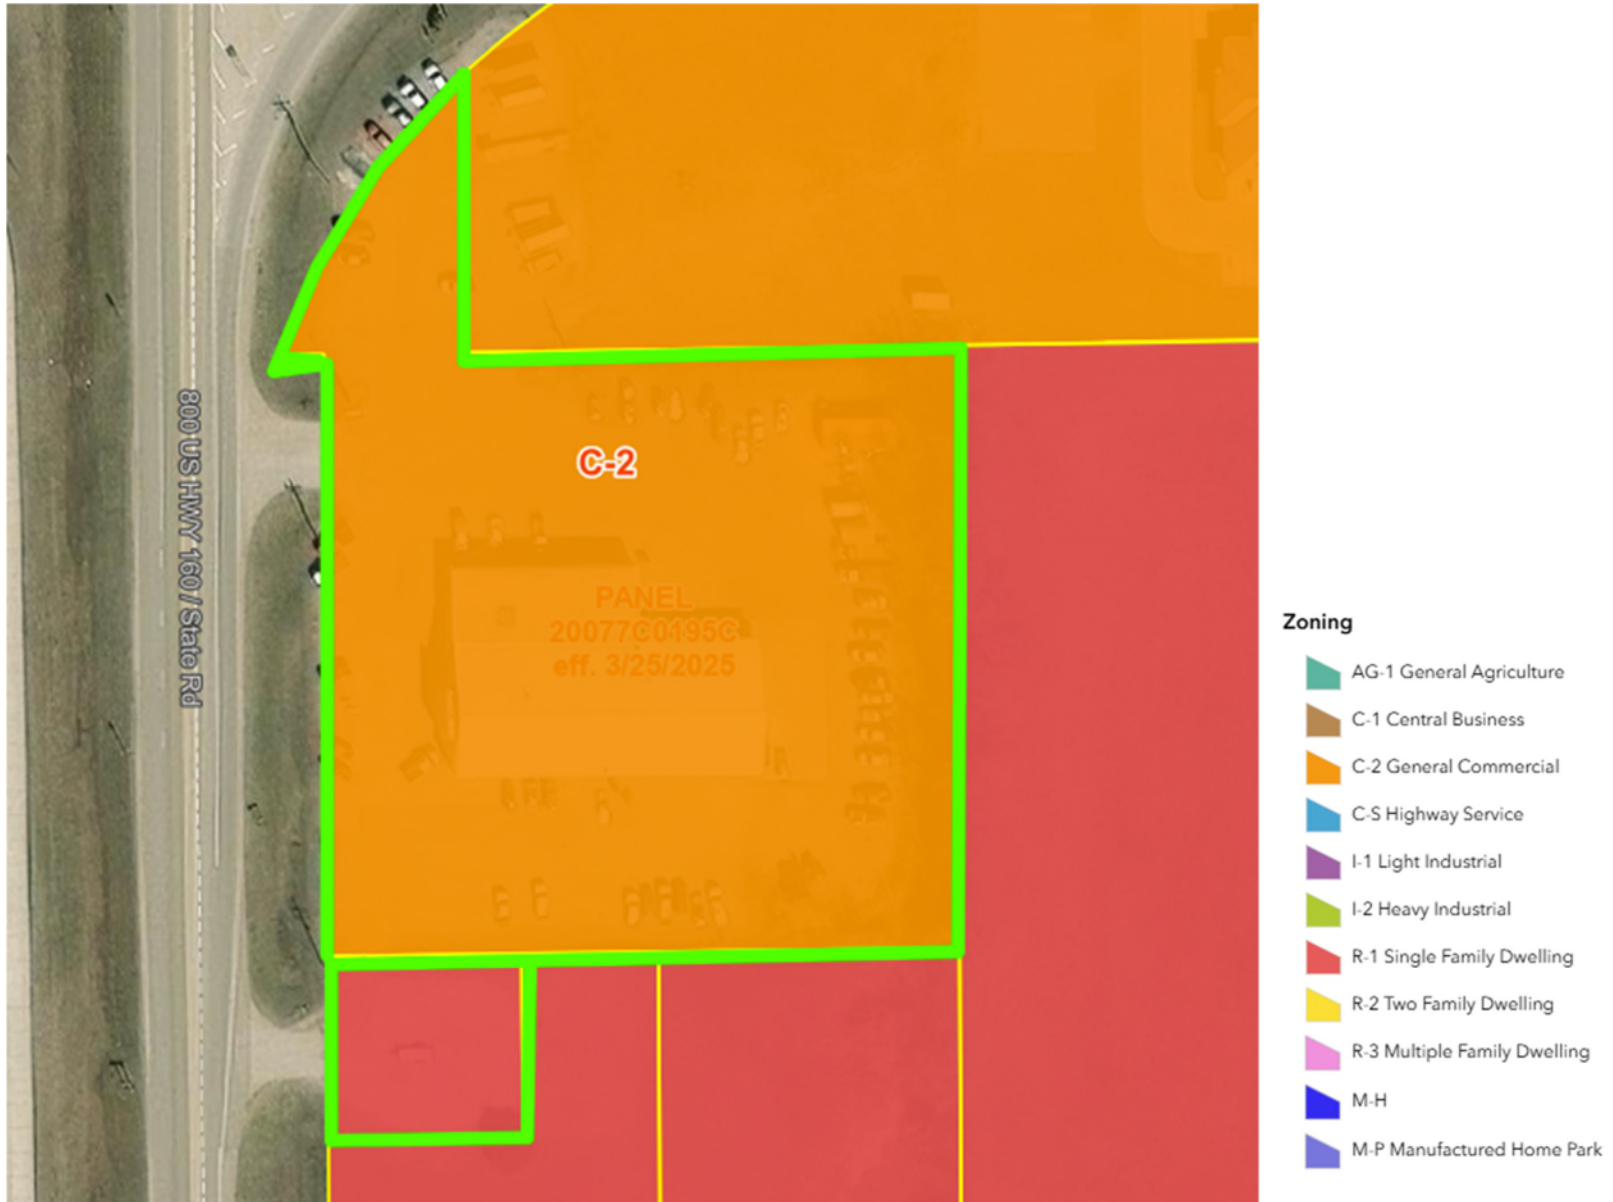 C-2
PANEL
20077C0195C
eff. 3/25/2025
800 US HWY 160 / State Rd
Zoning
AG-1 General Agriculture
C-1 Central Business
C-2 General Commercial
C-S Highway Service
I-1 Light Industrial
I-2 Heavy Industrial
R-1 Single Family Dwelling
R-2 Two Family Dwelling
R-3 Multiple Family Dwelling
M-H
M-P Manufactured Home Park